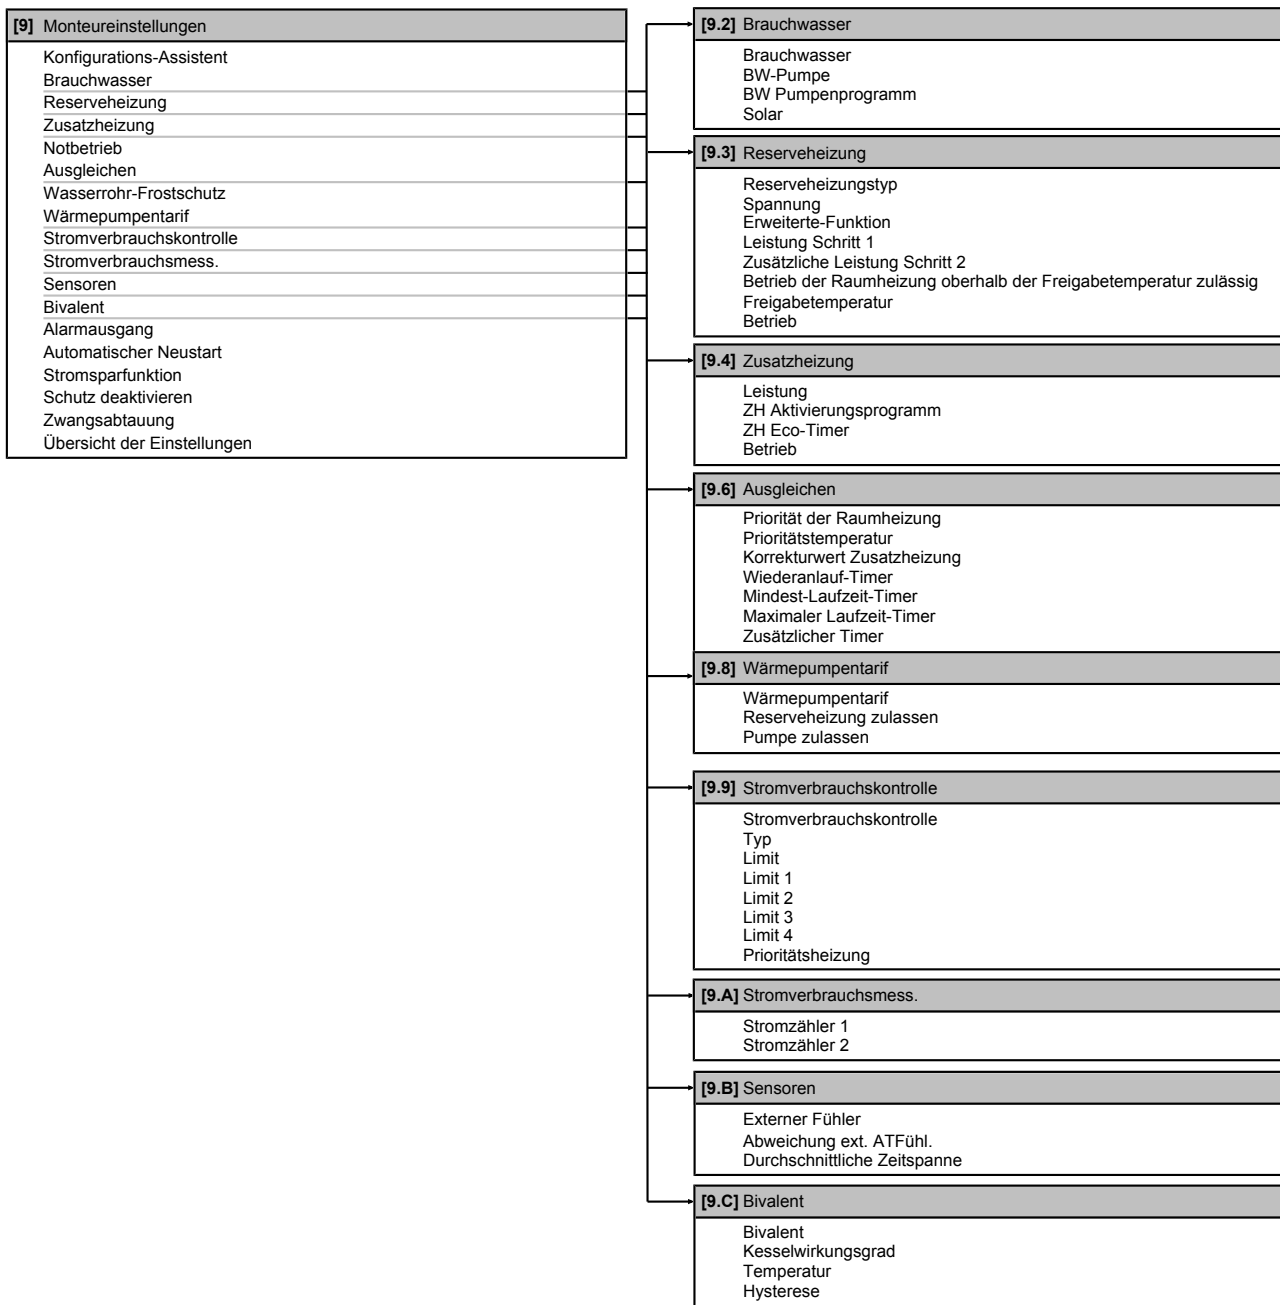 [9] Monteureinstellungen
Konfigurations-Assistent
Brauchwasser
Reserveheizung
Zusatzheizung
Notbetrieb
Ausgleichen
Wasserrohr-Frostschutz
Wärmepumpentarif
Stromverbrauchskontrolle
Stromverbrauchsmess.
Sensoren
Bivalent
Alarmausgang
Automatischer Neustart
Stromsparfunktion
Schutz deaktivieren
Zwangsabtauung
Übersicht der Einstellungen
[9.2] Brauchwasser
Brauchwasser
BW-Pumpe
BW Pumpenprogramm
Solar
[9.3] Reserveheizung
Reserveheizungstyp
Spannung
Erweiterte-Funktion
Leistung Schritt 1
Zusätzliche Leistung Schritt 2
Betrieb der Raumheizung oberhalb der Freigabetemperatur zulässig
Freigabetemperatur
Betrieb
[9.4] Zusatzheizung
Leistung
ZH Aktivierungsprogramm
ZH Eco-Timer
Betrieb
[9.6] Ausgleichen
Priorität der Raumheizung
Prioritätstemperatur
Korrekturwert Zusatzheizung
Wiederanlauf-Timer
Mindest-Laufzeit-Timer
Maximaler Laufzeit-Timer
Zusätzlicher Timer
[9.8] Wärmepumpentarif
Wärmepumpentarif
Reserveheizung zulassen
Pumpe zulassen
[9.9] Stromverbrauchskontrolle
Stromverbrauchskontrolle
Typ
Limit
Limit 1
Limit 2
Limit 3
Limit 4
Prioritätsheizung
[9.A] Stromverbrauchsmess.
Stromzähler 1
Stromzähler 2
[9.B] Sensoren
Externer Fühler
Abweichung ext. ATFühl.
Durchschnittliche Zeitspanne
[9.C] Bivalent
Bivalent
Kesselwirkungsgrad
Temperatur
Hysterese